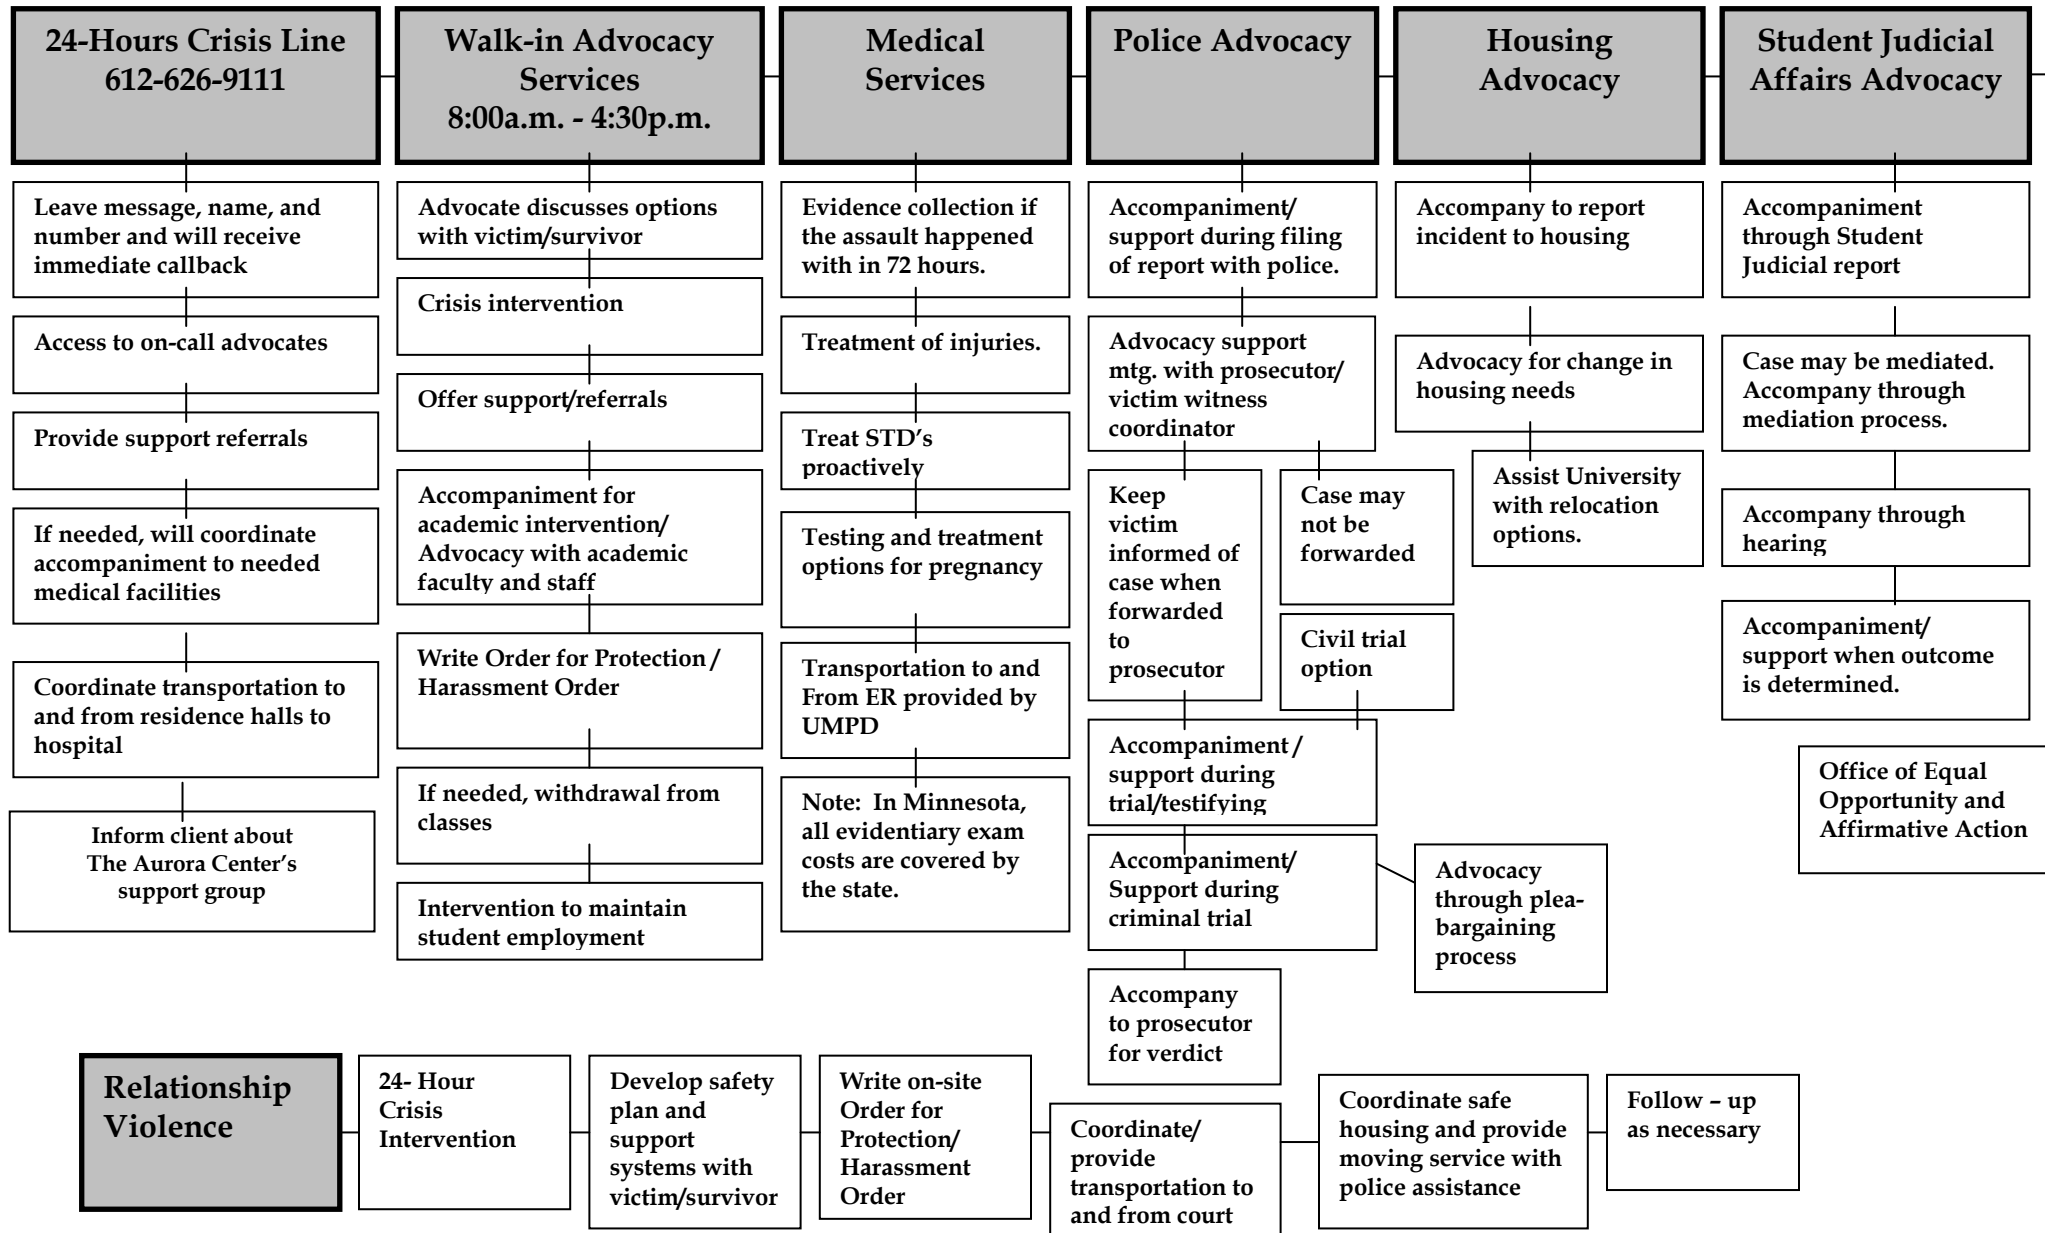 24-Hours Crisis Line
612-626-9111
Leave message, name, and
number and will receive
immediate callback
Access to on-call advocates
Provide support referrals
If needed, will coordinate
accompaniment to needed
medical facilities
Coordinate transportation to
and from residence halls to
hospital
Inform client about
The Aurora Center's
support group
Walk-in Advocacy
Services
8:00a.m. - 4:30p.m.
Advocate discusses options
with victim/survivor
Crisis intervention
Offer support/referrals
Accompaniment for
academic intervention/
Advocacy with academic
faculty and staff
Write Order for Protection /
Harassment Order
If needed, withdrawal from
classes
Intervention to maintain
student employment
Medical
Services
Evidence collection if
the assault happened
with in 72 hours.
Treatment of injuries.
Treat STD's
proactively
Testing and treatment
options for pregnancy
Transportation to and
From ER provided by
UMPD
Note: In Minnesota,
all evidentiary exam
costs are covered by
the state.
Police Advocacy
Accompaniment/
support during filing
of report with police.
Advocacy support
mtg. with prosecutor/
victim witness
coordinator
Keep
victim
informed of
case when
forwarded
to
prosecutor
Case may
not be
forwarded
Civil trial
option
Accompaniment /
support during
trial/testifying
Accompaniment/
Support during
criminal trial
Advocacy
through plea-
bargaining
process
Accompany
to prosecutor
for verdict
Housing
Advocacy
Accompany to report
incident to housing
Advocacy for change in
housing needs
Assist University
with relocation
options.
Student Judicial
Affairs Advocacy
Accompaniment
through Student
Judicial report
Case may be mediated.
Accompany through
mediation process.
Accompany through
hearing
Accompaniment/
support when outcome
is determined.
Office of Equal
Opportunity and
Affirmative Action
Relationship
Violence
24- Hour
Crisis
Intervention
Develop safety
plan and
support
systems with
victim/survivor
Write on-site
Order for
Protection/
Harassment
Order
Coordinate/
provide
transportation to
and from court
Coordinate safe
housing and provide
moving service with
police assistance
Follow – up
as necessary